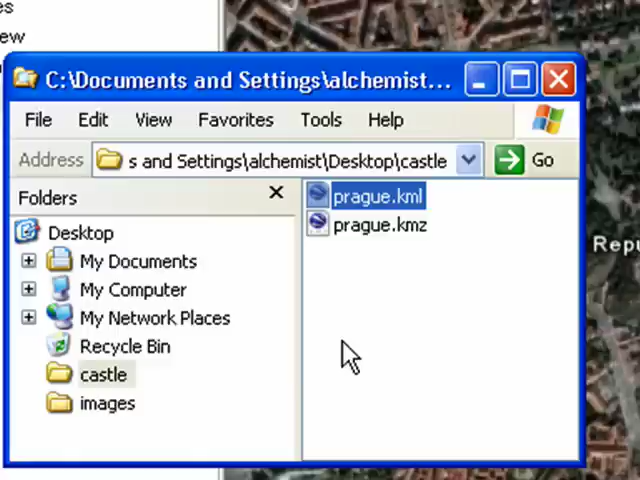 es
ew
C:\Documents and Settings\alchemist...
File Edit View Favorites Tools Help
Address s and Settings\alchemist\Desktop\castle Go
Folders
prague.kml
prague.kmz
Desktop
My Documents
My Computer
My Network Places
Recycle Bin
castle
images
Repu